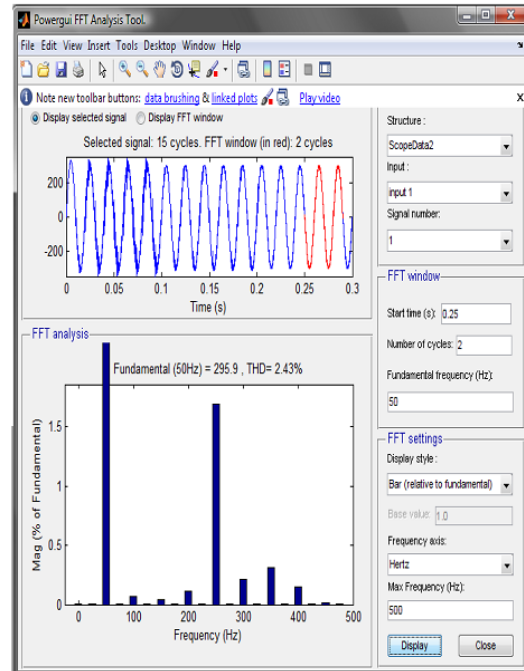 Powergui FFT Analysis Tool.
File Edit View Insert Tools Desktop Window Help
Note new toolbar buttons: data brushing & linked plots Play video
Display selected signal Display FFT window
Selected signal: 15 cycles. FFT window (in red): 2 cycles
200
0
-200
0 0.05 0.1 0.15 0.2 0.25 0.3
Time (s)
FFT analysis
Fundamental (50Hz) = 295.9 , THD= 2.43%
Mag (% of Fundamental)
1.5
1
0.5
0
0 100 200 300 400 500
Frequency (Hz)
Structure :
ScopeData2
Input :
input 1
Signal number:
1
FFT window
Start time (s): 0.25
Number of cycles: 2
Fundamental frequency (Hz):
50
FFT settings
Display style :
Bar (relative to fundamental)
Base value: 1.0
Frequency axis:
Hertz
Max Frequency (Hz):
500
Display Close